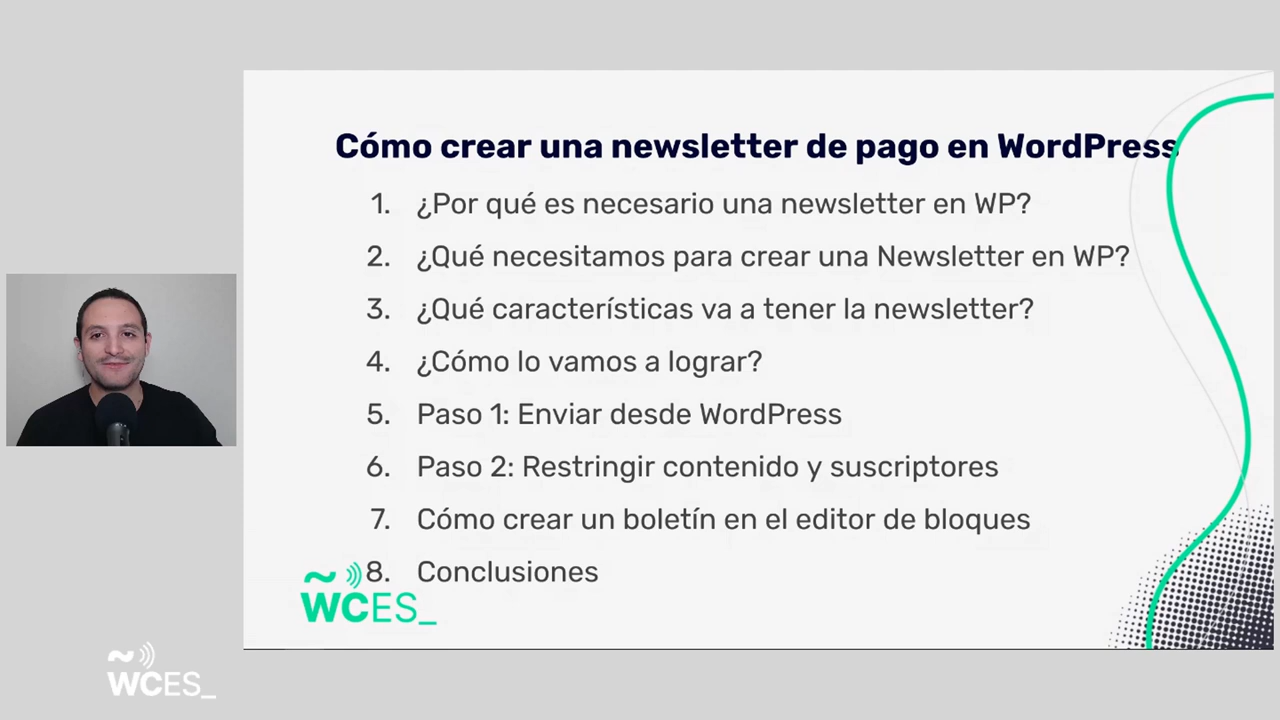 Cómo crear una newsletter de pago en WordPress
1. ¿Por qué es necesario una newsletter en WP?
2. ¿Qué necesitamos para crear una Newsletter en WP?
3. ¿Qué características va a tener la newsletter?
4. ¿Cómo lo vamos a lograr?
5. Paso 1: Enviar desde WordPress
6. Paso 2: Restringir contenido y suscriptores
7. Cómo crear un boletín en el editor de bloques
8. Conclusiones
WCES_
WCES_